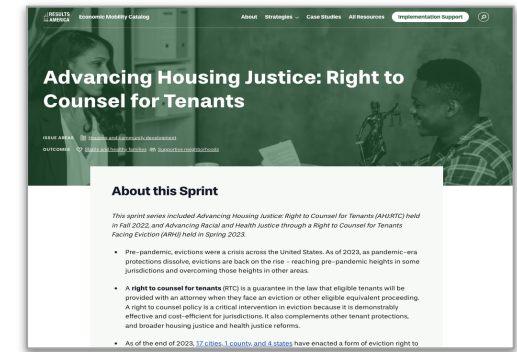 RESULTS
AMERICA
Economic Mobility Catalog
About Strategies Case Studies All Resources Implementation Support
Advancing Housing Justice: Right to
Counsel for Tenants
ISSUE AREAS Housing and community development
OUTCOMES Stable and healthy families Supportive neighborhoods
About this Sprint
This sprint series included Advancing Housing Justice: Right to Counsel for Tenants (AHJ:RTC) held
in Fall 2022, and Advancing Racial and Health Justice through a Right to Counsel for Tenants
Facing Eviction (ARHJ) held in Spring 2023.
• Pre-pandemic, evictions were a crisis across the United States. As of 2023, as pandemic-era
protections dissolve, evictions are back on the rise – reaching pre-pandemic heights in some
jurisdictions and overcoming those heights in other areas.
• A right to counsel for tenants (RTC) is a guarantee in the law that eligible tenants will be
provided with an attorney when they face an eviction or other eligible equivalent proceeding.
A right to counsel policy is a critical intervention in eviction because it is demonstrably
effective and cost-efficient for jurisdictions. It also complements other tenant protections,
and broader housing justice and health justice reforms.
• As of the end of 2023, 17 cities, 1 county, and 4 states have enacted a form of eviction right to